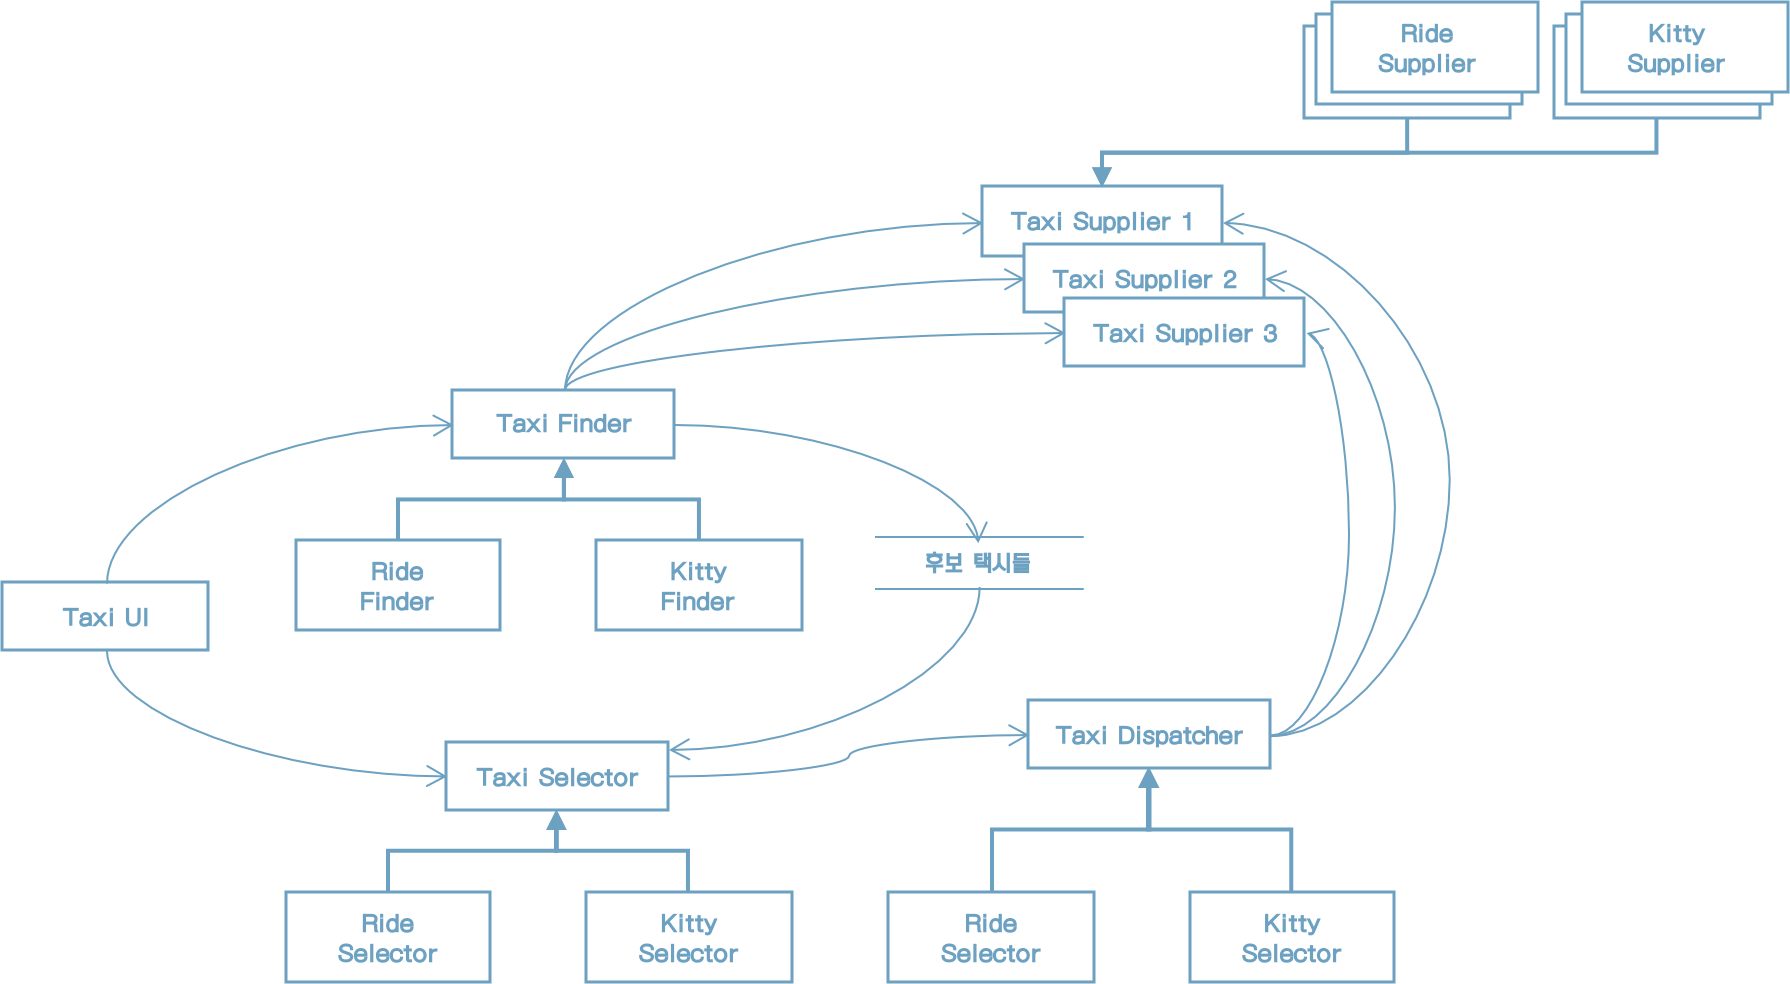 Ride
Supplier
Kitty
Supplier
Taxi Supplier 1
Taxi Supplier 2
Taxi Supplier 3
Taxi Finder
Ride
Finder
Kitty
Finder
후보 택시들
Taxi UI
Taxi Selector
Taxi Dispatcher
Ride
Selector
Kitty
Selector
Ride
Selector
Kitty
Selector